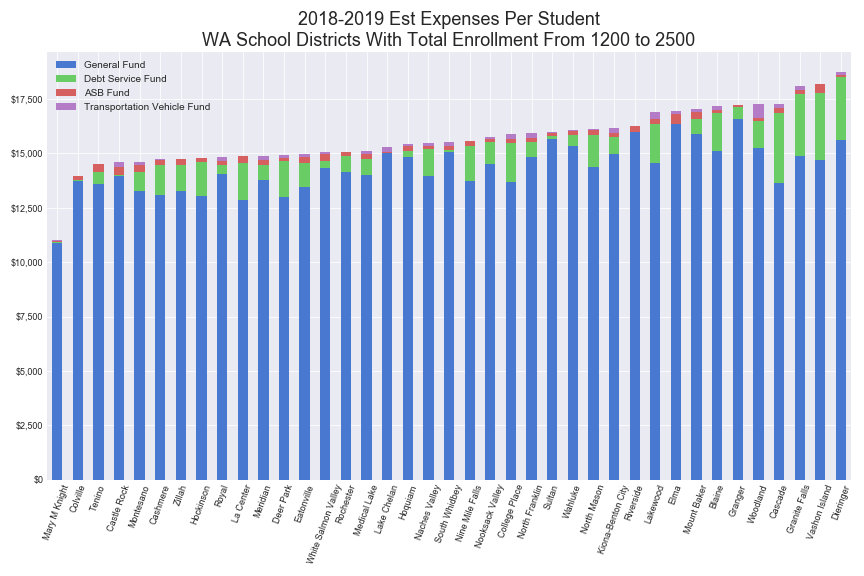 2018-2019 Est Expenses Per Student
WA School Districts With Total Enrollment From 1200 to 2500
General Fund
Debt Service Fund
ASB Fund
Transportation Vehicle Fund
$17,500
$15,000
$12,500
$10,000
$7,500
$5,000
$2,500
$0
Mary M Knight
Colville
Tenino
Castle Rock
Montesano
Cashmere
Zillah
Hockinson
Royal
La Center
Meridian
Deer Park
Eatonville
White Salmon Valley
Rochester
Medical Lake
Lake Chelan
Hoquiam
Naches Valley
South Whidbey
Nine Mile Falls
Nooksack Valley
College Place
North Franklin
Sultan
Wahluke
North Mason
Kiona-Benton City
Riverside
Lakewood
Elma
Mount Baker
Blaine
Granger
Woodland
Cascade
Granite Falls
Vashon Island
Dieringer